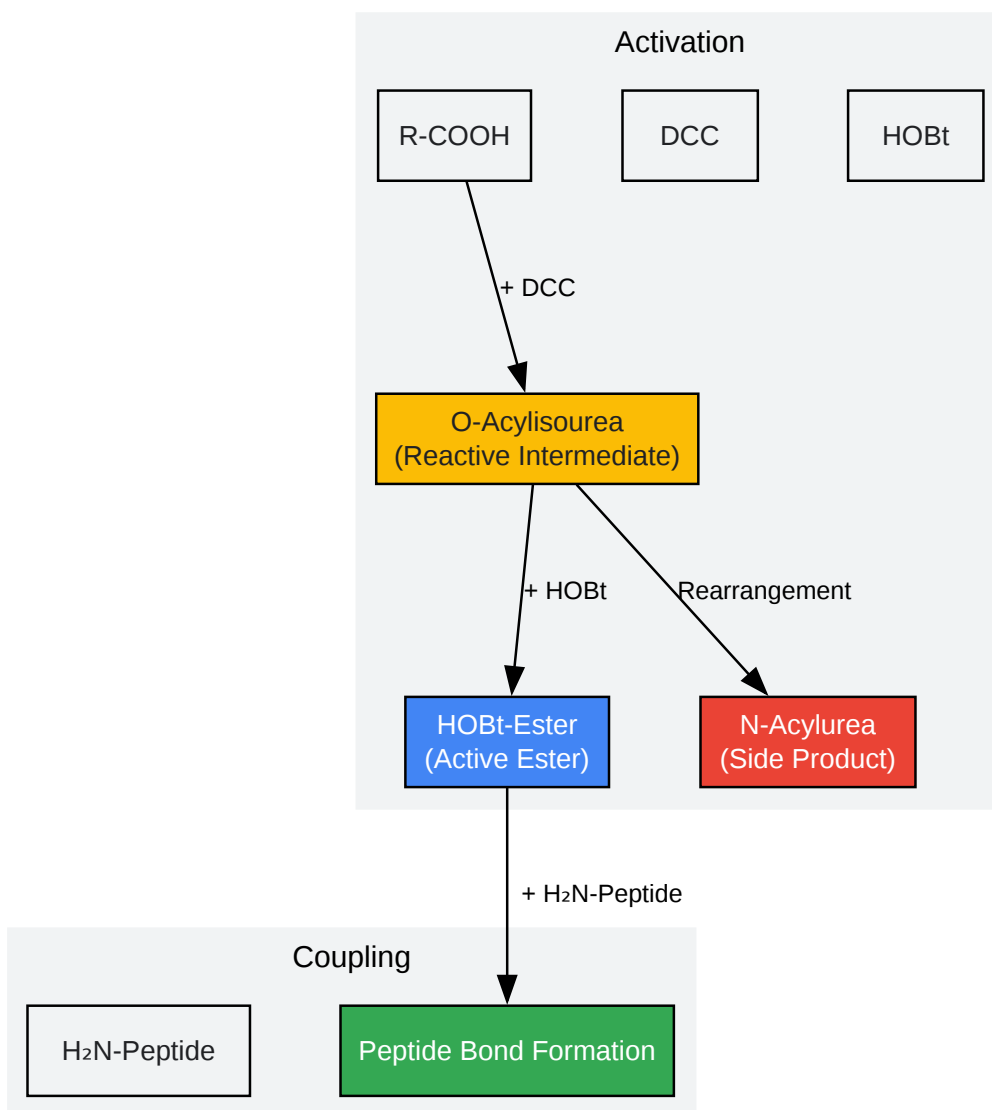 Activation
R-COOH
DCC
HOBt
+ DCC
O-Acylisourea
(Reactive Intermediate)
+ HOBt
Rearrangement
HOBt-Ester
(Active Ester)
N-Acylurea
(Side Product)
+ H₂N-Peptide
Coupling
H₂N-Peptide
Peptide Bond Formation